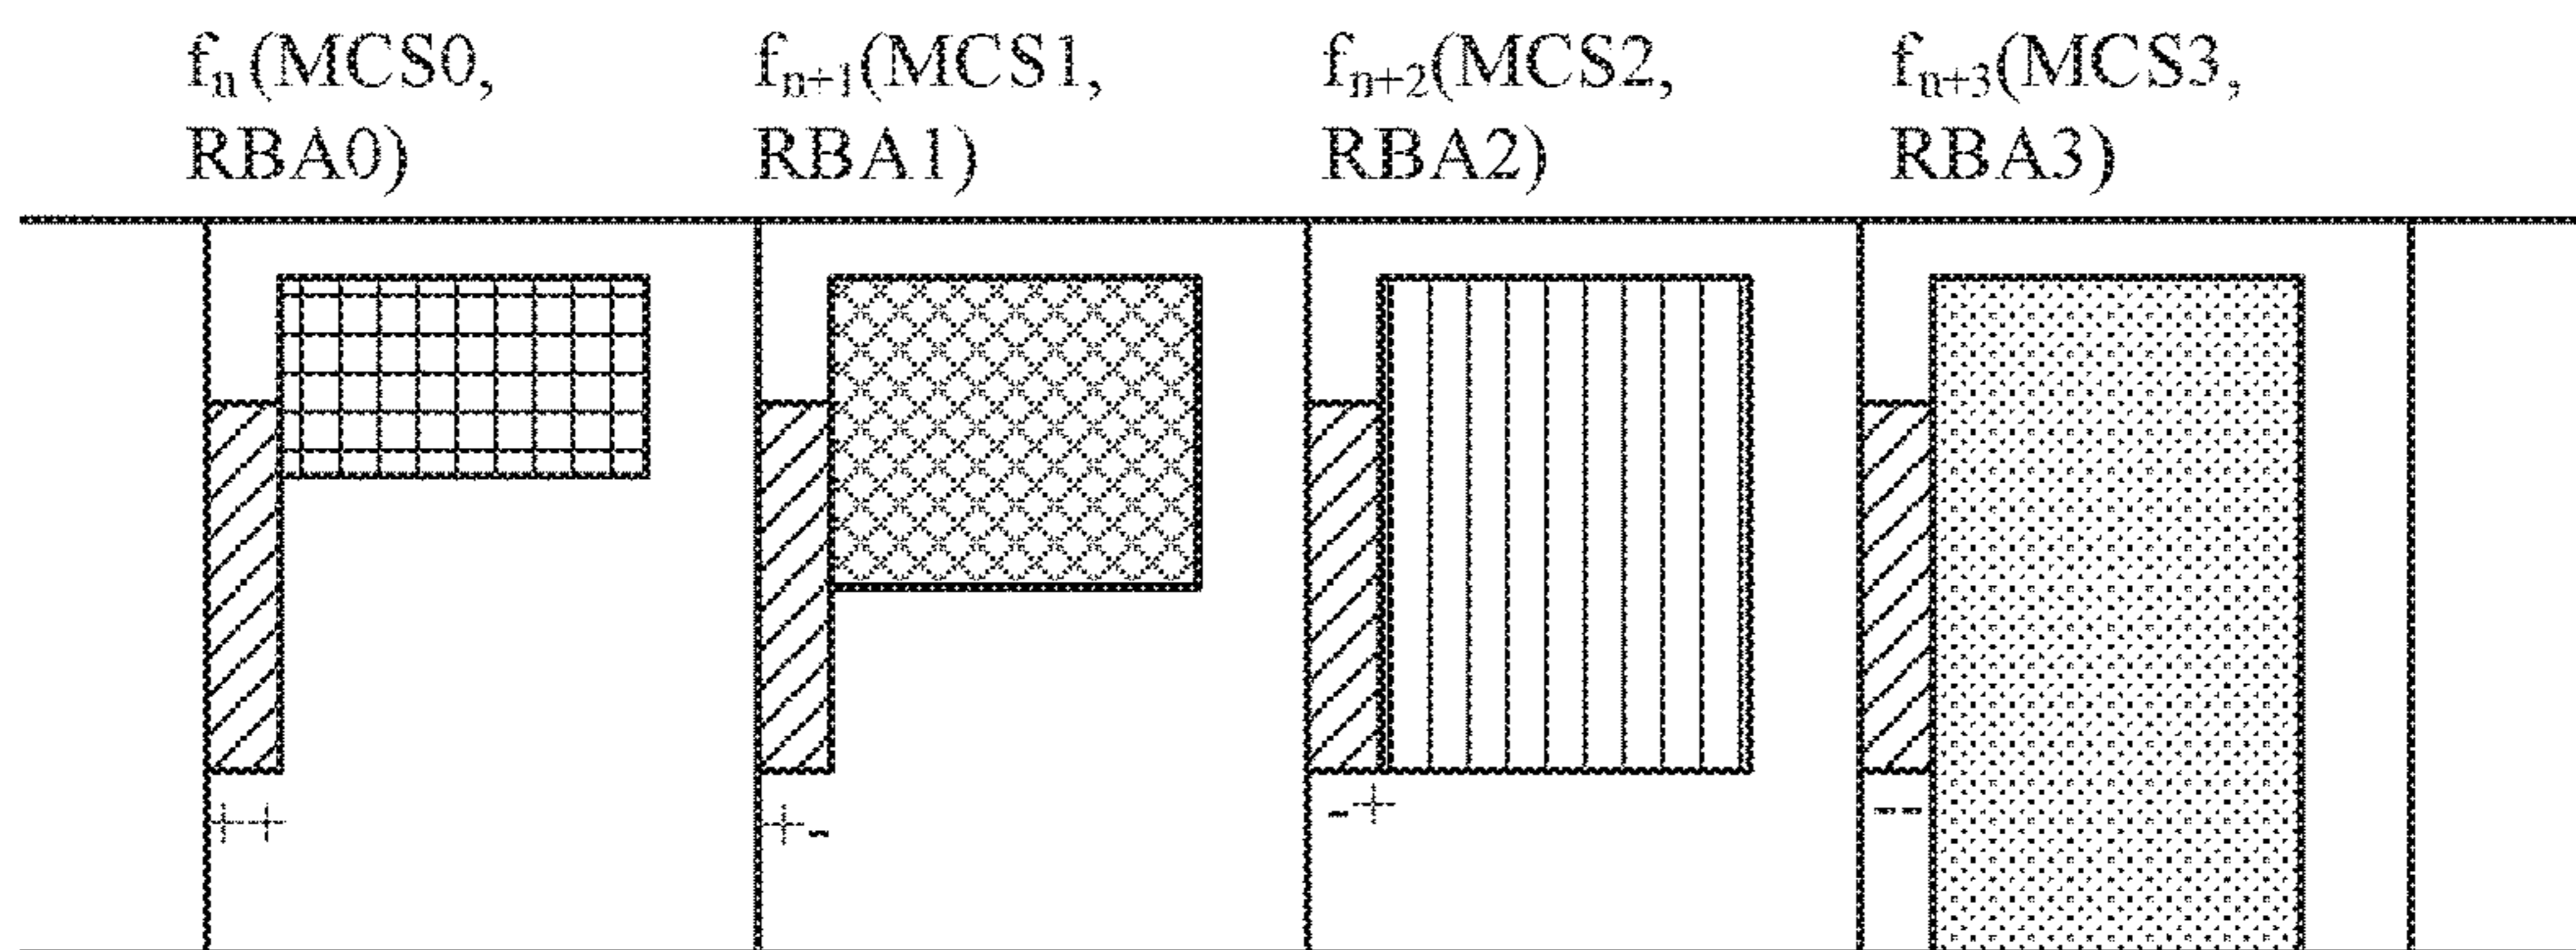 fn(MCS0,
RBA0)
fn+1(MCS1,
RBA1)
fn+2(MCS2,
RBA2)
fn+3(MCS3,
RBA3)
++
+-
-+
--